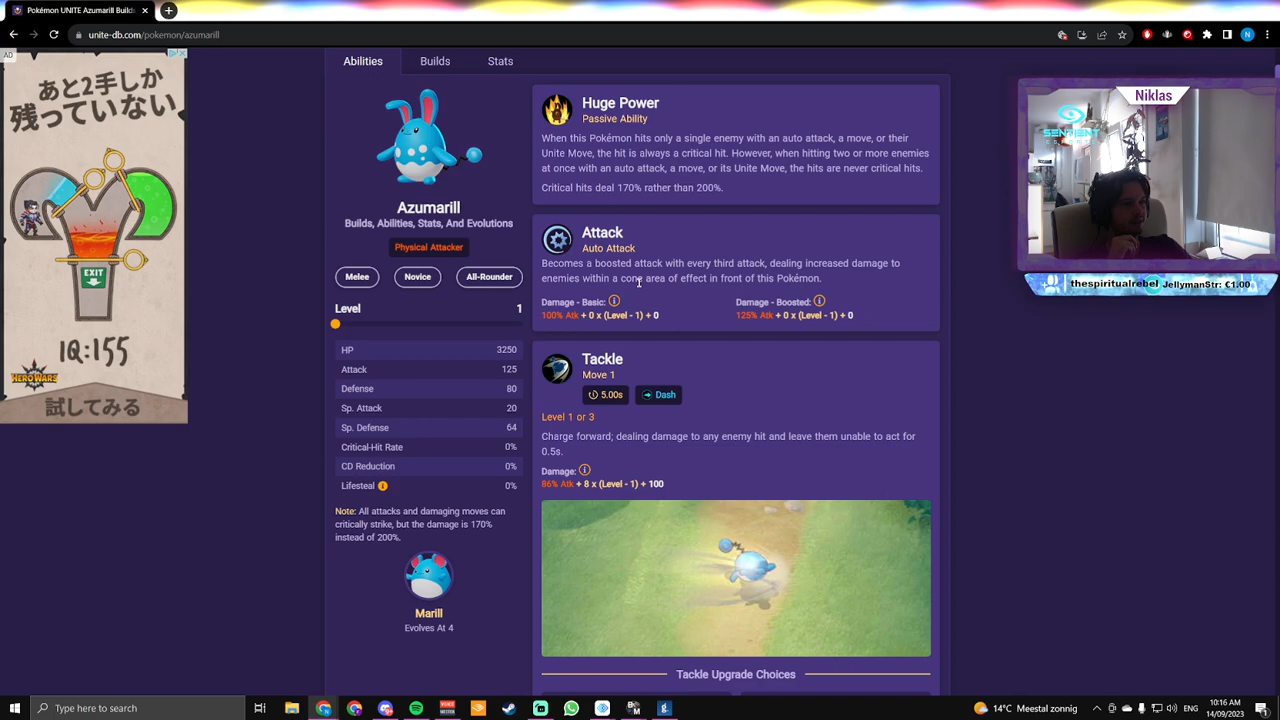 Pokémon UNITE Azumarill Builds
unite-db.com/pokemon/azumarill
AD
あと2手しか
残っていない
EXIT
IQ:155
HERO WARS
試してみる
Abilities
Builds
Stats
Azumarill
Builds, Abilities, Stats, And Evolutions
Physical Attacker
Melee
Novice
All-Rounder
Level 1
HP 3250
Attack 125
Defense 80
Sp. Attack 20
Sp. Defense 64
Critical-Hit Rate 0%
CD Reduction 0%
Lifesteal 0%
Note: All attacks and damaging moves can
critically strike, but the damage is 170%
instead of 200%.
Marill
Evolves At 4
Huge Power
Passive Ability
When this Pokémon hits only a single enemy with an auto attack, a move, or their
Unite Move, the hit is always a critical hit. However, when hitting two or more enemies
at once with an auto attack, a move, or its Unite Move, the hits are never critical hits.
Critical hits deal 170% rather than 200%.
Attack
Auto Attack
Becomes a boosted attack with every third attack, dealing increased damage to
enemies within a cone area of effect in front of this Pokémon.
Damage - Basic:
100% Atk + 0 x (Level - 1) + 0
Damage - Boosted:
125% Atk + 0 x (Level - 1) + 0
Tackle
Move 1
5.00s
Dash
Level 1 or 3
Charge forward; dealing damage to any enemy hit and leave them unable to act for
0.5s.
Damage:
86% Atk + 8 x (Level - 1) + 100
Tackle Upgrade Choices
Niklas
SENTIENT
thespiritualrebel JellymanStr: €1.00
Type here to search
14°C Meestal zonnig
ENG
10:16 AM
14/09/2023